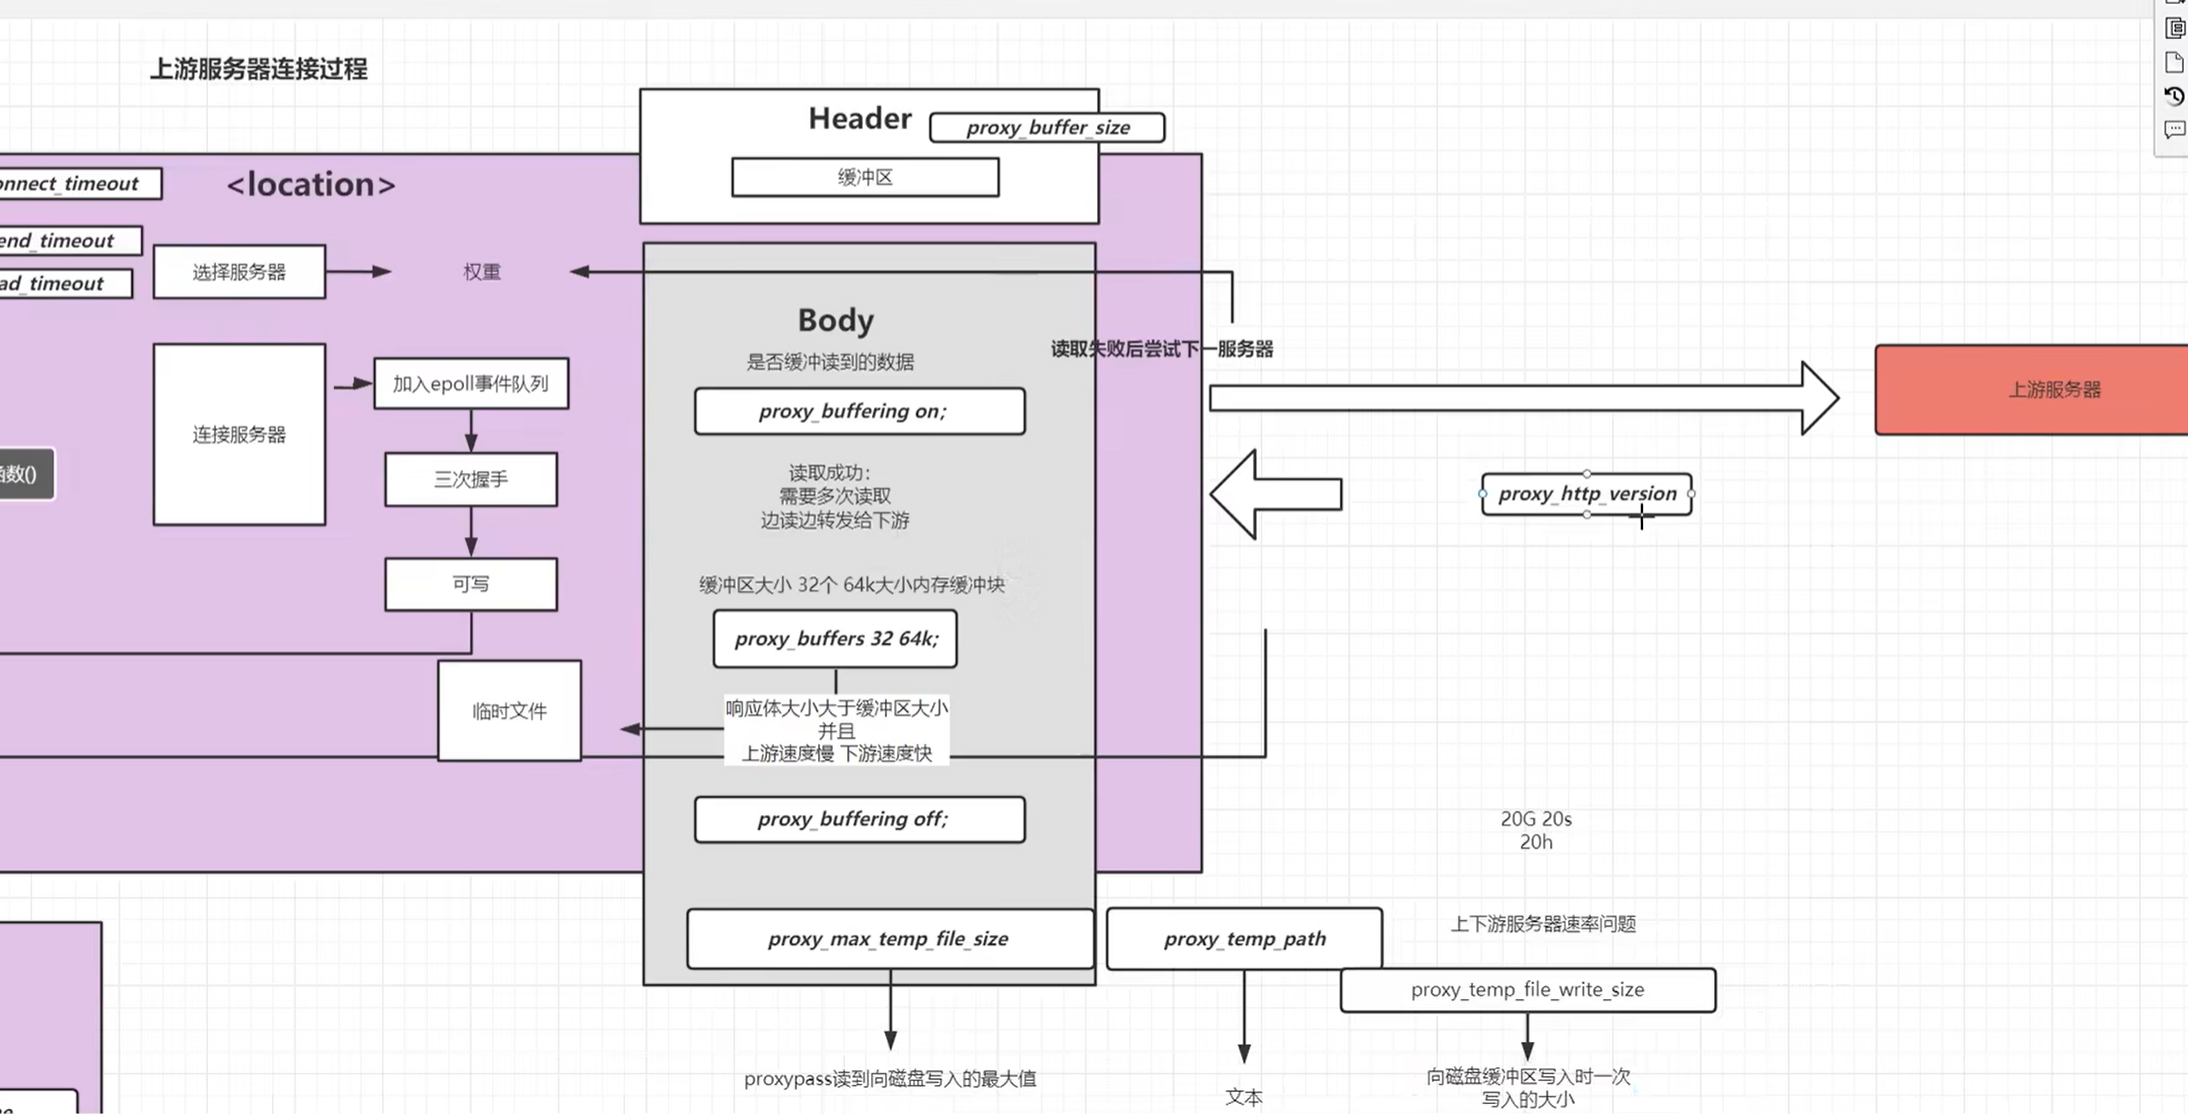 上游服务器连接过程
Header
proxy_buffer_size
缓冲区
onnect_timeout
<location>
end_timeout
ad_timeout
选择服务器
权重
Body
是否缓冲读到的数据
读取失败后尝试下一服务器
连接服务器
加入epoll事件队列
proxy_buffering on;
上游服务器
函数()
三次握手
读取成功：
需要多次读取
边读边转发给下游
proxy_http_version
可写
缓冲区大小 32个 64k大小内存缓冲块
proxy_buffers 32 64k;
临时文件
响应体大小大于缓冲区大小
并且
上游速度慢 下游速度快
proxy_buffering off;
20G 20s
20h
proxy_max_temp_file_size
proxy_temp_path
上下游服务器速率问题
proxy_temp_file_write_size
proxypass读到向磁盘写入的最大值
文本
向磁盘缓冲区写入时一次
写入的大小